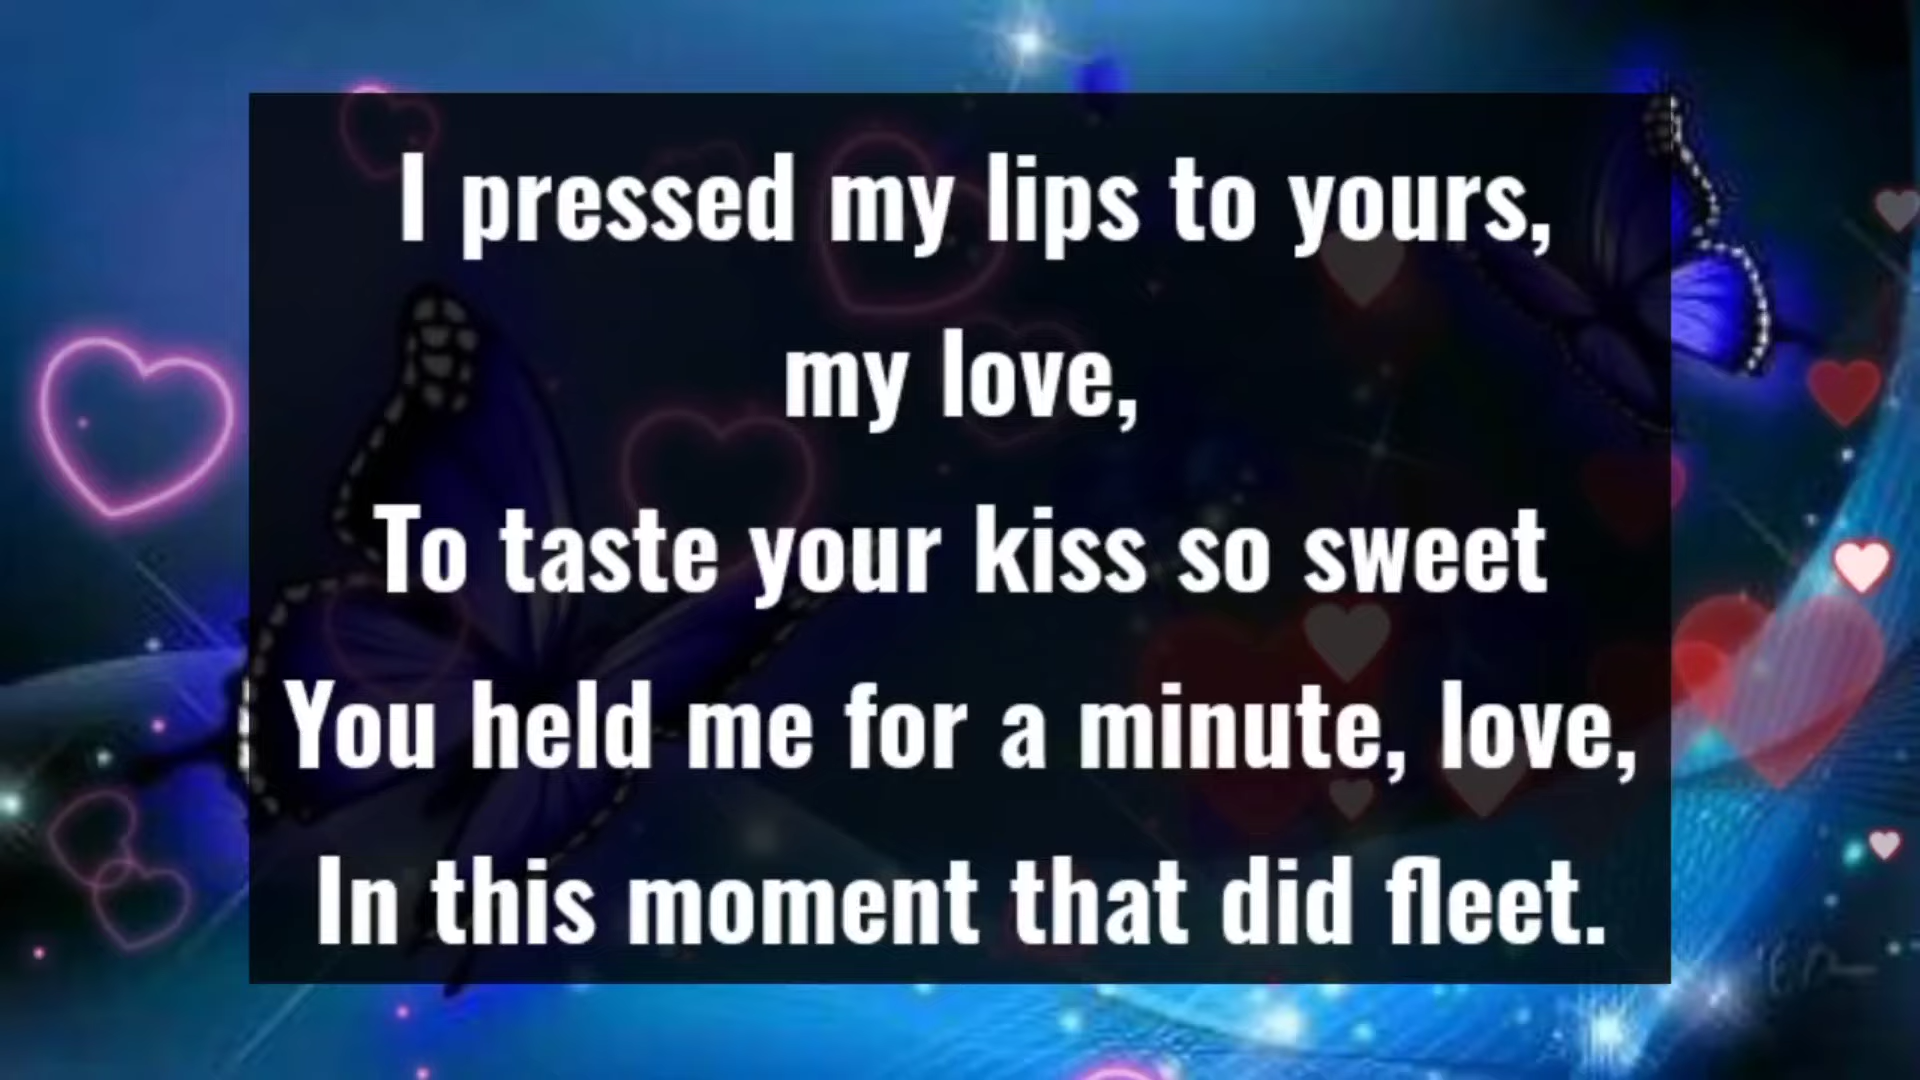 I pressed my lips to yours,
my love,
To taste your kiss so sweet
You held me for a minute, love,
In this moment that did fleet.